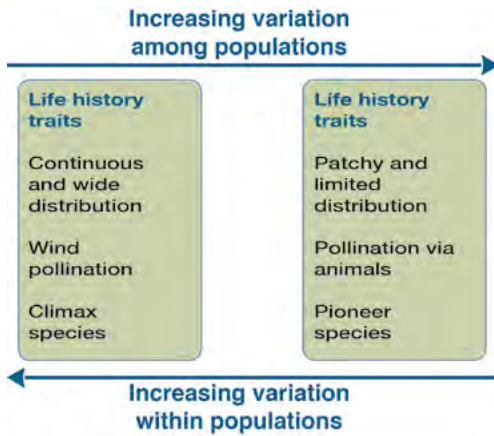 Increasing variation
among populations
Life history
traits
Continuous
and wide
distribution
Wind
pollination
Climax
species
Life history
traits
Patchy and
limited
distribution
Pollination via
animals
Pioneer
species
Increasing variation
within populations